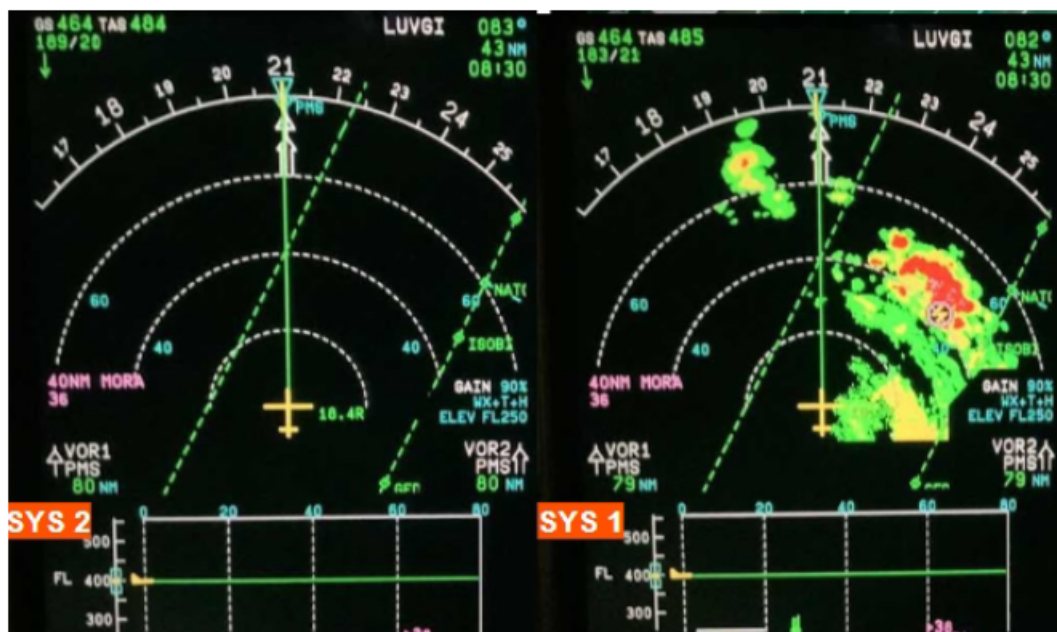 GS 464 TAS 484
LUVGI
083°
189/20
43 NM
08:30
17
18
19
20
21
22
23
24
25
PMS
60
60
NATO
40
40
ISOBI
40NM MORA
36
18.4R
GAIN 90%
WX+T+H
ELEV FL250
VOR1
PMS
80 NM
VOR2
PMS
80 NM
SYS 2
0
80
500
FL
400
300
GS 464 TAS 485
LUVGI
082°
183/21
43 NM
08:30
17
18
19
20
21
22
23
24
25
PMS
60
NATO
40
40
ISOBI
40NM MORA
36
GAIN 90%
WX+T+H
ELEV FL250
VOR1
PMS
79 NM
VOR2
PMS
79 NM
SYS 1
0
20
40
60
80
500
FL
400
300
>36